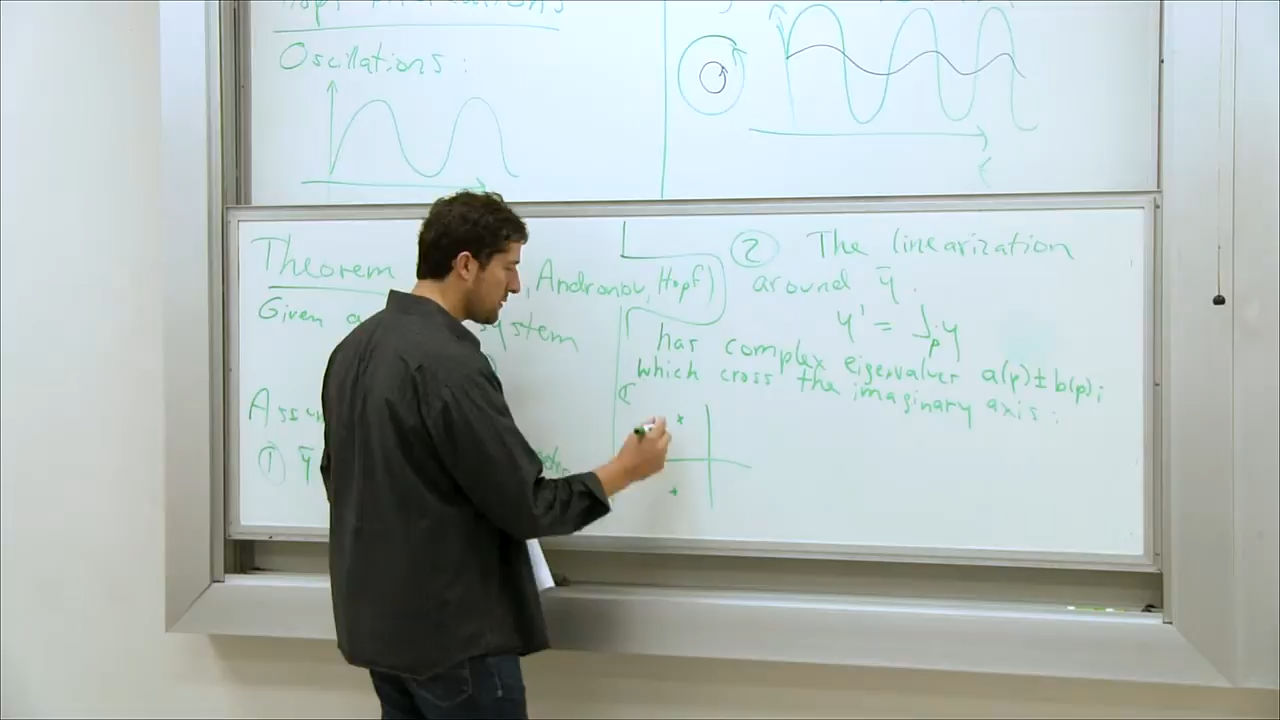 Oscillations:
t
Theorem , Andronov, Hopf)
Given a system
Assu
① ȳ
② The linearization
around ȳ.
y' = J_p y
has complex eigenvalues a(p) ± b(p)i
which cross the imaginary axis: